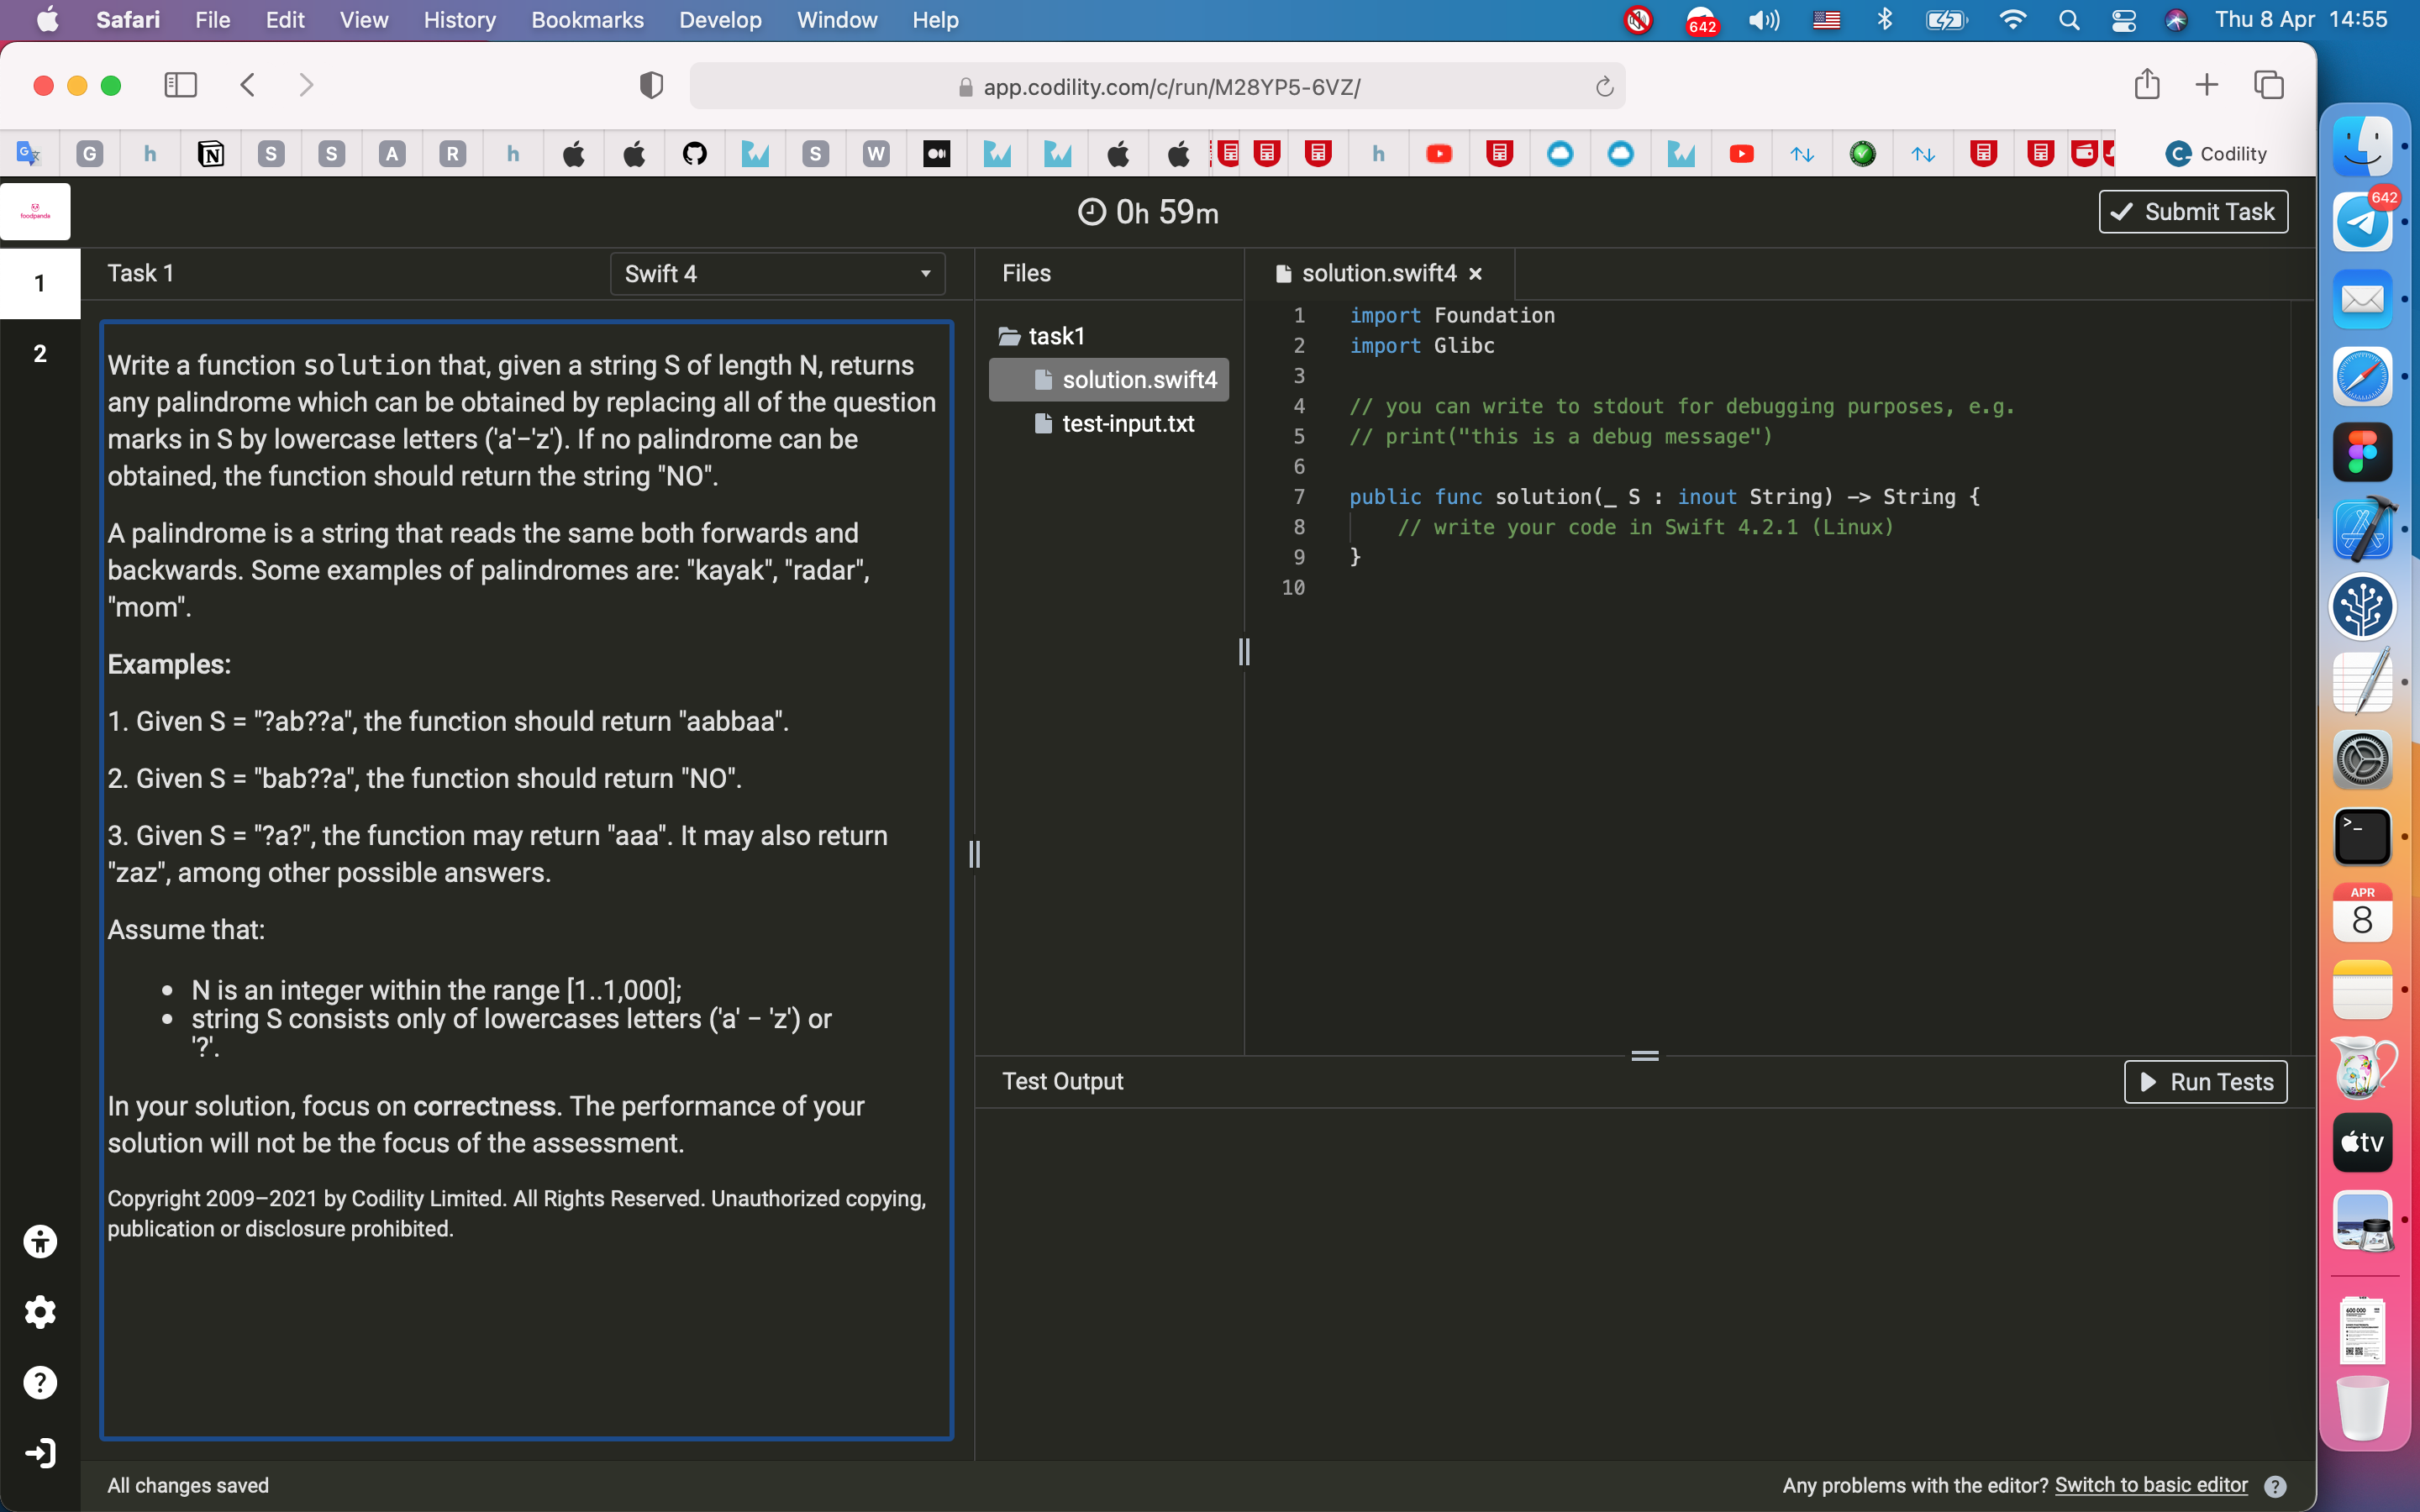 Safari File Edit View History Bookmarks Develop Window Help
642
Thu 8 Apr 14:55
app.codility.com/c/run/M28YP5-6VZ/
G h N S S A R h S W h
Codility
foodpanda
0h 59m
Submit Task
1
2
Task 1
Swift 4
Write a function solution that, given a string S of length N, returns
any palindrome which can be obtained by replacing all of the question
marks in S by lowercase letters ('a'–'z'). If no palindrome can be
obtained, the function should return the string "NO".
A palindrome is a string that reads the same both forwards and
backwards. Some examples of palindromes are: "kayak", "radar",
"mom".
Examples:
1. Given S = "?ab??a", the function should return "aabbaa".
2. Given S = "bab??a", the function should return "NO".
3. Given S = "?a?", the function may return "aaa". It may also return
"zaz", among other possible answers.
Assume that:
• N is an integer within the range [1..1,000];
• string S consists only of lowercases letters ('a' – 'z') or
'?'.
In your solution, focus on correctness. The performance of your
solution will not be the focus of the assessment.
Copyright 2009–2021 by Codility Limited. All Rights Reserved. Unauthorized copying,
publication or disclosure prohibited.
All changes saved
Files
task1
solution.swift4
test-input.txt
solution.swift4 ×
1 import Foundation
2 import Glibc
3
4 // you can write to stdout for debugging purposes, e.g.
5 // print("this is a debug message")
6
7 public func solution(_ S : inout String) -> String {
8 // write your code in Swift 4.2.1 (Linux)
9 }
10
Test Output
Run Tests
Any problems with the editor? Switch to basic editor ?
642
APR
8
tv